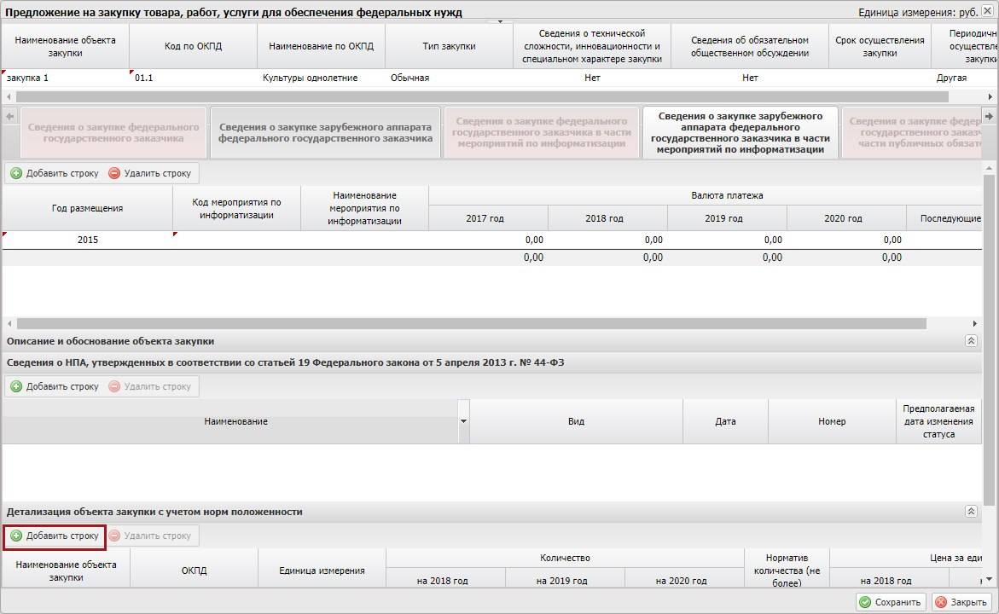 Предложение на закупку товара, работ, услуги для обеспечения федеральных нужд
Единица измерения: руб.
Наименование объекта
закупки
Код по ОКПД
Наименование по ОКПД
Тип закупки
Сведения о технической
сложности, инновационности и
специальном характере закупки
Сведения об обязательном
общественном обсуждении
Срок осуществления
закупки
Периодичн
осуществле
закупки
закупка 1
01.1
Культуры однолетние
Обычная
Нет
Нет
Другая
Сведения о закупке федерального
государственного заказчика
Сведения о закупке зарубежного аппарата
федерального государственного заказчика
Сведения о закупке федерального
государственного заказчика в части
мероприятий по информатизации
Сведения о закупке зарубежного
аппарата федерального
государственного заказчика в части
мероприятий по информатизации
Сведения о закупке федер
государственного заказч
части публичных обязате
Добавить строку
Удалить строку
Год размещения
Код мероприятия по
информатизации
Наименование
мероприятия по
информатизации
Валюта платежа
2017 год
2018 год
2019 год
2020 год
Последующие
2015
0,00
0,00
0,00
0,00
0,00
0,00
0,00
0,00
Описание и обоснование объекта закупки
Сведения о НПА, утвержденных в соответствии со статьей 19 Федерального закона от 5 апреля 2013 г. № 44-ФЗ
Добавить строку
Удалить строку
Наименование
Вид
Дата
Номер
Предполагаемая
дата изменения
статуса
Детализация объекта закупки с учетом норм положенности
Добавить строку
Удалить строку
Наименование объекта
закупки
ОКПД
Единица измерения
Количество
на 2018 год
на 2019 год
на 2020 год
Норматив
количества (не
более)
Цена за еди
на 2018 год
Сохранить
Закрыть